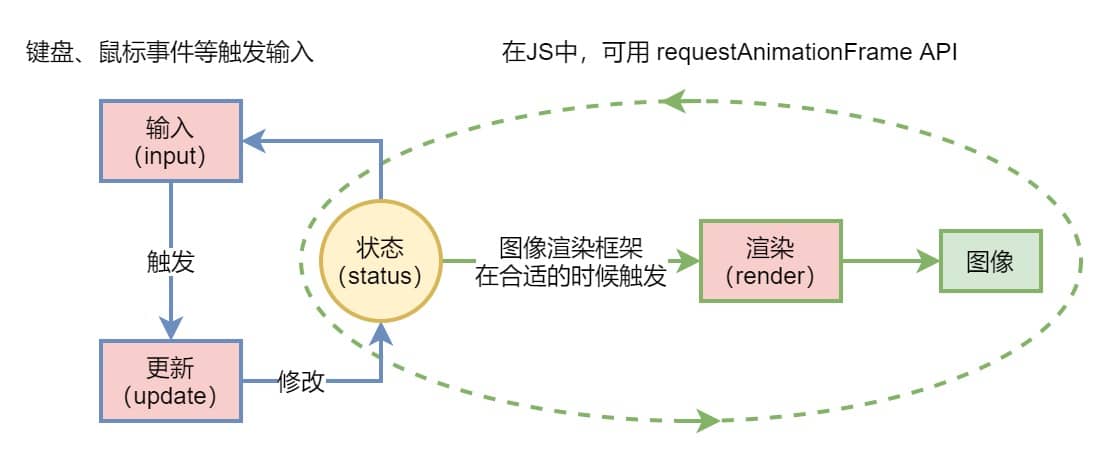 键盘、鼠标事件等触发输入
在JS中，可用 requestAnimationFrame API
输入
（input）
触发
更新
（update）
修改
状态
（status）
图像渲染框架
在合适的时候触发
渲染
（render）
图像